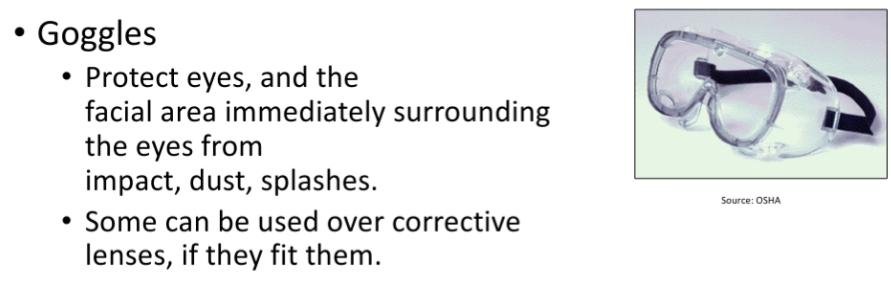 • Goggles
• Protect eyes, and the
facial area immediately surrounding
the eyes from
impact, dust, splashes.
• Some can be used over corrective
lenses, if they fit them.
Source: OSHA